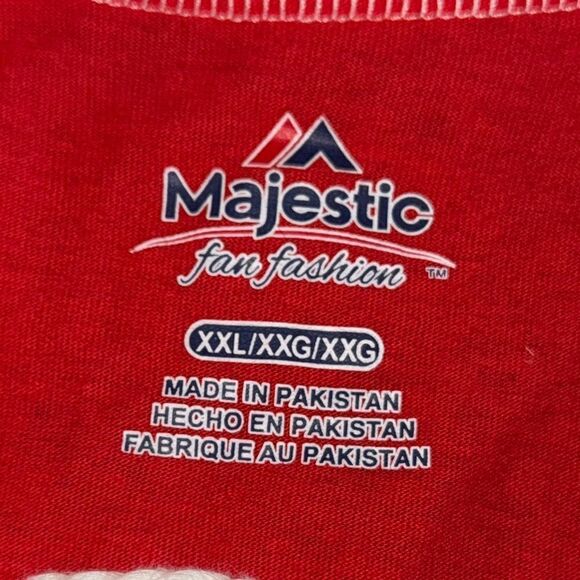 Majestic
fan fashion ™
XXL/XXG/XXG
MADE IN PAKISTAN
HECHO EN PAKISTAN
FABRIQUE AU PAKISTAN